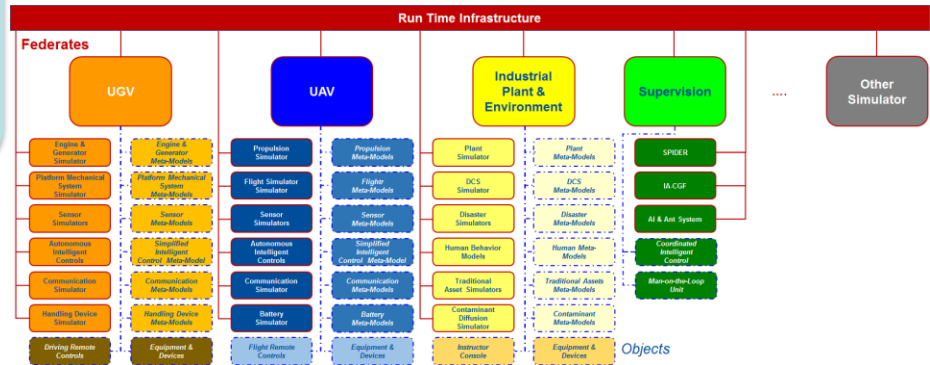 Run Time Infrastructure
Federates
UGV
UAV
Industrial
Plant &
Environment
Supervision
....
Other
Simulator
Engine &
Generator
Simulator
Engine &
Generator
Meta-Models
Propulsion
Simulator
Propulsion
Meta-Models
Plant
Simulator
Plant
Meta-Models
SPIDER
Platform Mechanical
System
Simulator
Platform Mechanical
System
Meta-Models
Flight Simulator
Simulator
Flightr
Meta-Models
DCS
Simulator
DCS
Meta-Models
IA-CGF
Sensor
Simulators
Sensor
Meta-Models
Sensor
Simulators
Sensor
Meta-Models
Disaster
Simulators
Disaster
Meta-Models
AI & Ant System
Autonomous
Intelligent
Controls
Simplified
Intelligent
Control Meta-Model
Autonomous
Intelligent
Controls
Simplified
Intelligent
Control Meta-Model
Human Behavior
Models
Human Meta-
Models
Coordinated
Intelligent
Control
Communication
Simulator
Communication
Meta-Models
Communication
Simulator
Communication
Meta-Models
Traditional
Asset Simulators
Traditional Assets
Meta-Models
Man-on-the-Loop
Unit
Handling Device
Simulator
Handling Device
Meta-Models
Battery
Simulator
Battery
Meta-Models
Contaminant
Diffusion
Simulator
Contaminant
Meta-Models
Driving Remote
Controls
Equipment &
Devices
Flight Remote
Controls
Equipment &
Devices
Instructor
Console
Equipment &
Devices
Objects